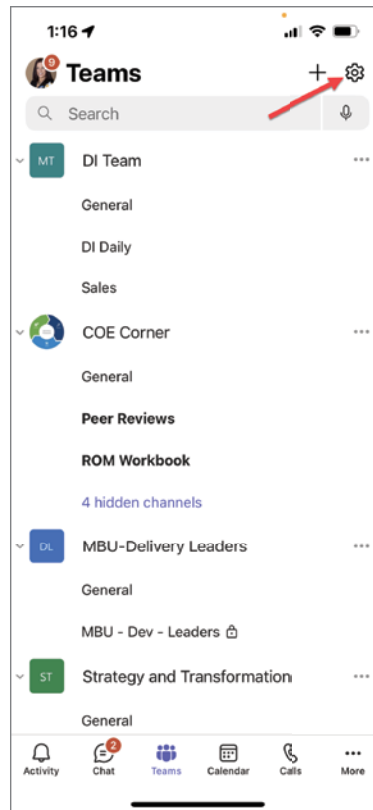 1:16
9
Teams
Search
MT DI Team
General
DI Daily
Sales
COE Corner
General
Peer Reviews
ROM Workbook
4 hidden channels
DL MBU-Delivery Leaders
General
MBU - Dev - Leaders
ST Strategy and Transformation
General
2
Activity Chat Teams Calendar Calls More